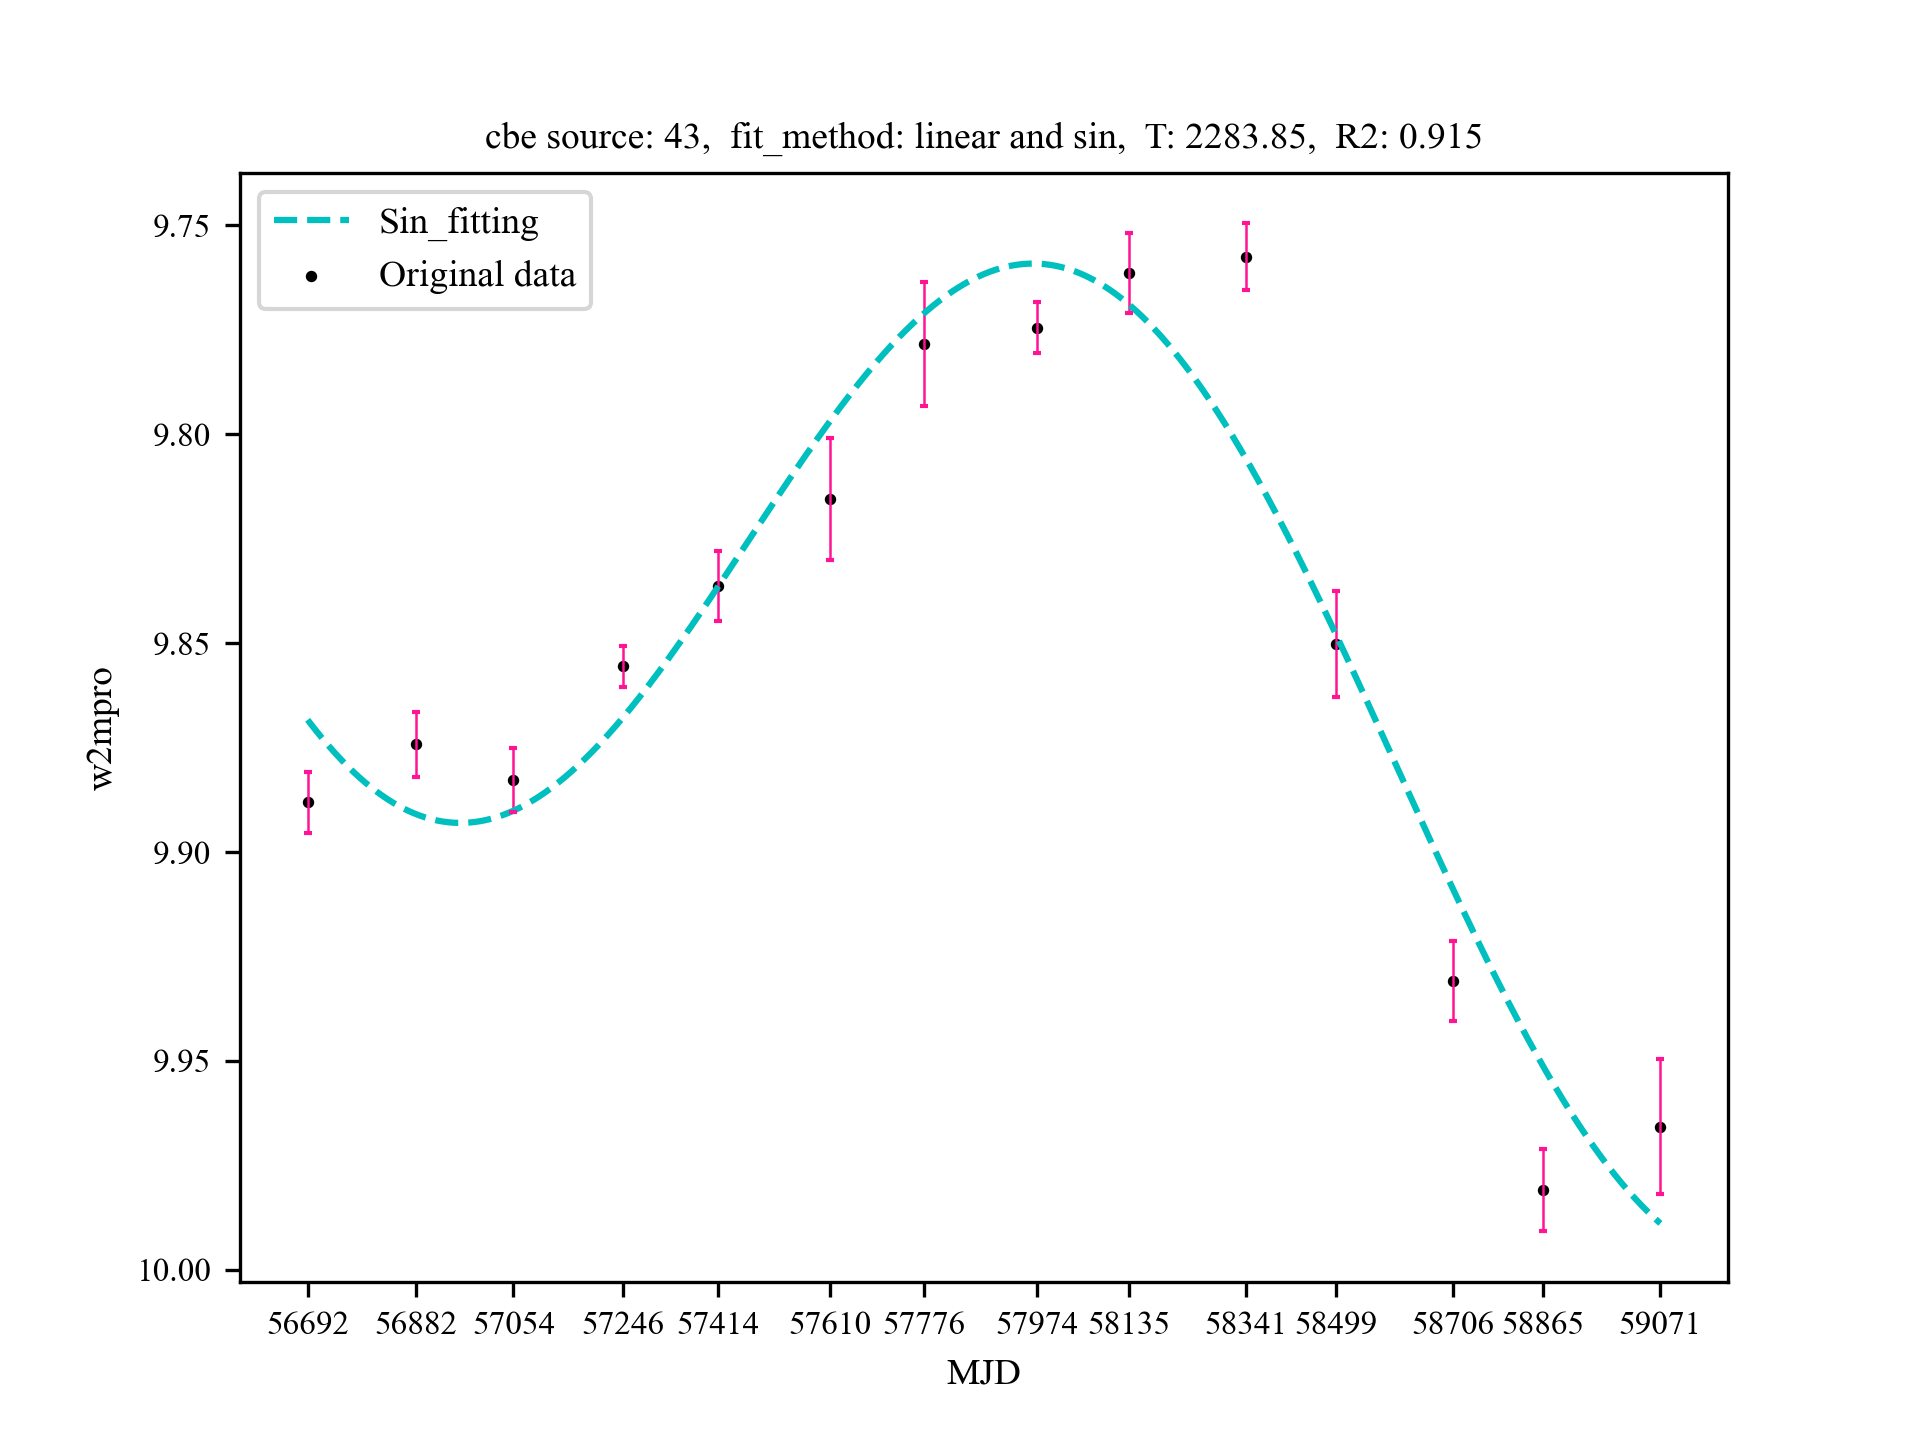 cbe source: 43,  fit_method: linear and sin,  T: 2283.85,  R2: 0.915
Sin_fitting
Original data
9.75
9.80
9.85
9.90
9.95
10.00
w2mpro
56692 56882 57054 57246 57414 57610 57776 57974 58135 58341 58499 58706 58865 59071
MJD